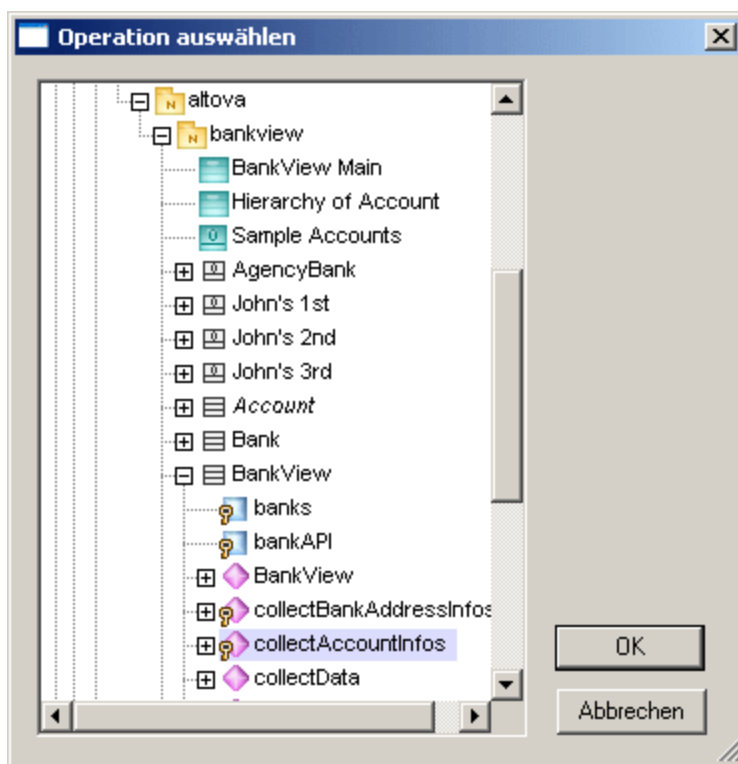 Operation auswählen
altova
bankview
BankView Main
Hierarchy of Account
Sample Accounts
AgencyBank
John's 1st
John's 2nd
John's 3rd
Account
Bank
BankView
banks
bankAPI
BankView
collectBankAddressInfos
collectAccountInfos
OK
collectData
Abbrechen